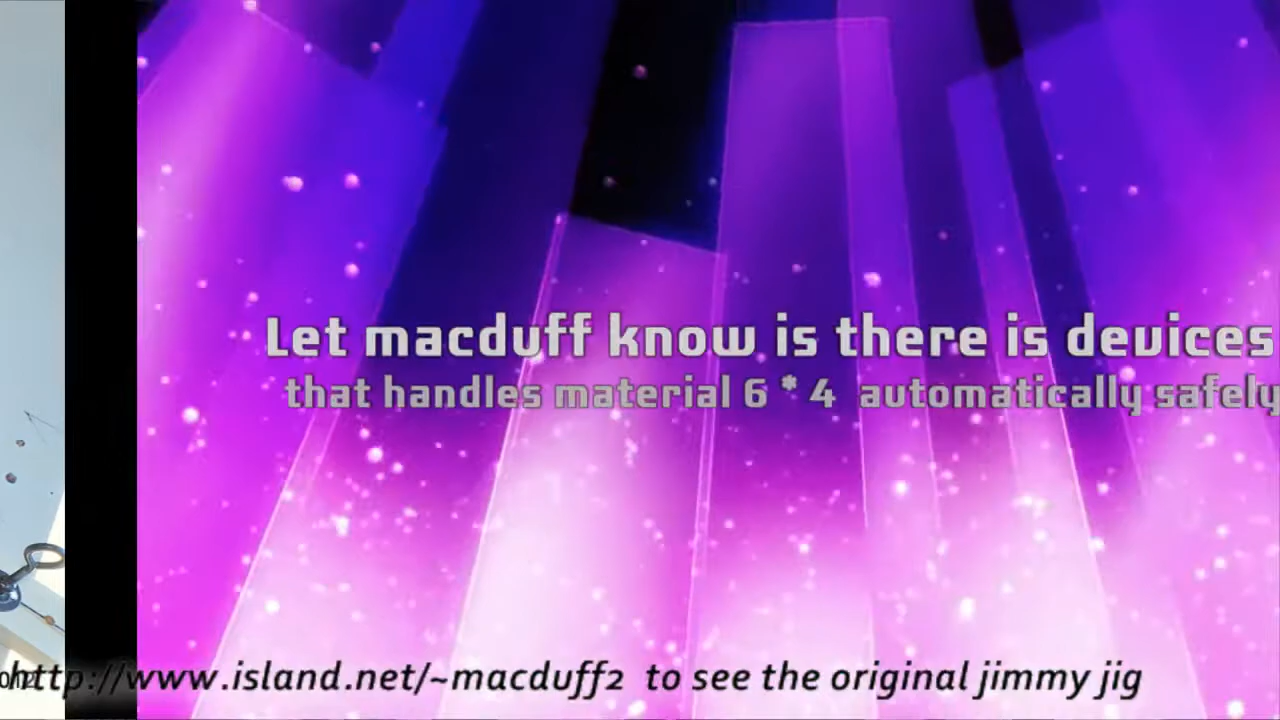 Let macduff know is there is devices
that handles material 6 * 4 automatically safely
http://www.island.net/~macduff2 to see the original jimmy jig